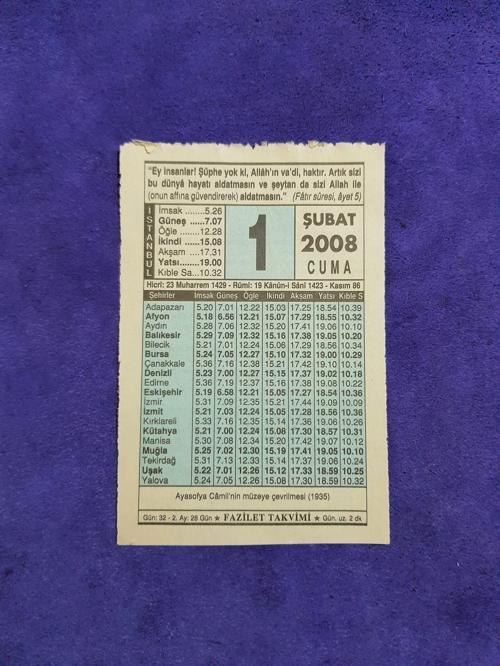 "Ey insanlar! Şüphe yok ki, Allâh'ın va'di, haktır. Artık sizi
bu dünyâ hayatı aldatmasın ve şeytan da sizi Allah ile
(onun affına güvendirerek) aldatmasın." (Fâtır sûresi, âyet 5)
İSTANBUL
İmsak ........ 5.26
Güneş ...... 7.07
Öğle ........ 12.28
İkindi ..... 15.08
Akşam .... 17.31
Yatsı ........ 19.00
Kıble Sa... 10.32
1
ŞUBAT
2008
CUMA
Hicrî: 23 Muharrem 1429 - Rûmî: 19 Kânûn-i Sânî 1423 - Kasım 86
Şehirler İmsak Güneş Öğle İkindi Akşam Yatsı Kıble S
Adapazarı 5.20 7.01 12.22 15.03 17.25 18.54 10.39
Afyon 5.18 6.56 12.21 15.07 17.29 18.55 10.32
Aydın 5.28 7.06 12.32 15.20 17.41 19.06 10.16
Balıkesir 5.29 7.09 12.32 15.16 17.38 19.05 10.20
Bilecik 5.21 7.01 12.24 15.06 17.29 18.56 10.34
Bursa 5.24 7.05 12.27 15.10 17.32 19.00 10.29
Çanakkale 5.36 7.16 12.38 15.21 17.42 19.10 10.14
Denizli 5.23 7.00 12.27 15.15 17.37 19.02 10.18
Edirne 5.36 7.19 12.37 15.16 17.38 19.08 10.22
Eskişehir 5.19 6.58 12.21 15.05 17.27 18.54 10.36
İzmir 5.31 7.09 12.35 15.21 17.44 19.09 10.09
İzmit 5.21 7.03 12.24 15.05 17.28 18.56 10.36
Kırklareli 5.33 7.16 12.35 15.14 17.36 19.06 10.24
Kütahya 5.21 7.00 12.24 15.08 17.30 18.57 10.31
Manisa 5.30 7.08 12.34 15.20 17.42 19.07 10.12
Muğla 5.25 7.02 12.30 15.19 17.41 19.05 10.10
Tekirdağ 5.31 7.13 12.33 15.14 17.37 19.06 10.24
Uşak 5.22 7.01 12.26 15.12 17.33 18.59 10.25
Yalova 5.24 7.05 12.26 15.08 17.30 18.59 10.32
Ayasofya Câmii'nin müzeye çevrilmesi (1935)
Gün: 32 - 2. Ay: 28 Gün ★ FAZİLET TAKVİMİ ★ Gün. uz. 2 dk